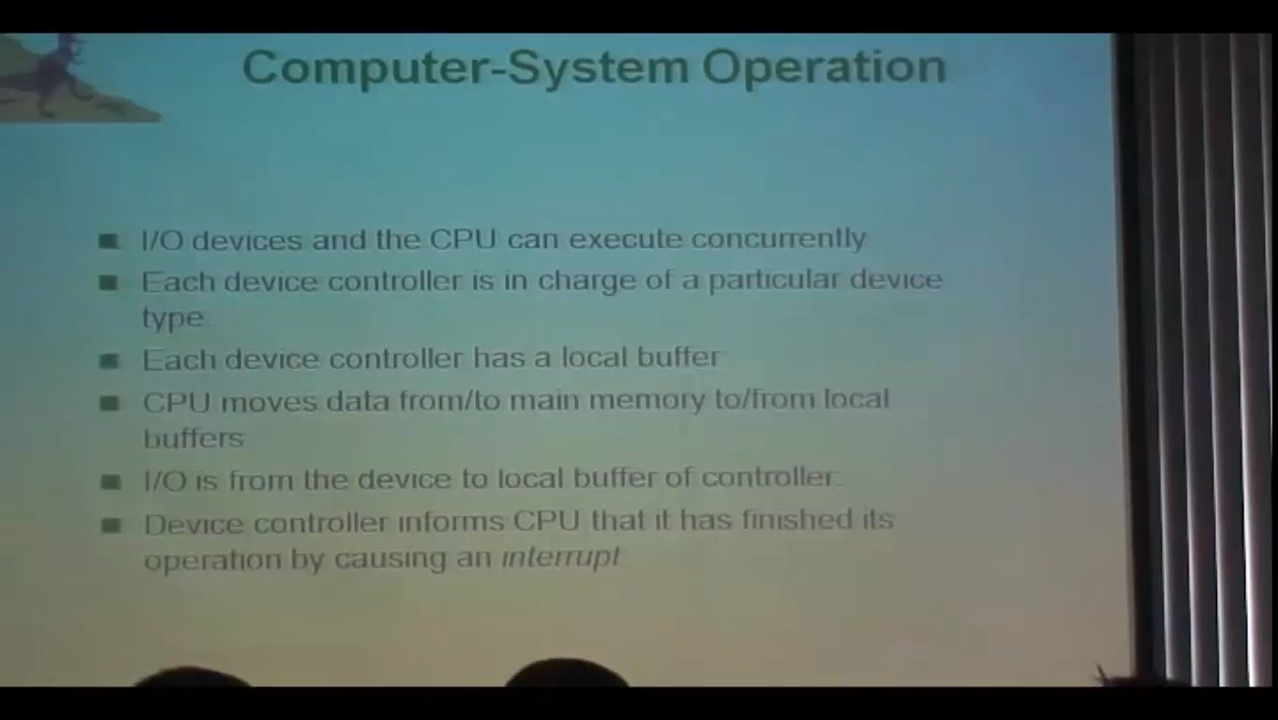 Computer-System Operation
I/O devices and the CPU can execute concurrently.
Each device controller is in charge of a particular device
type.
Each device controller has a local buffer.
CPU moves data from/to main memory to/from local
buffers
I/O is from the device to local buffer of controller.
Device controller informs CPU that it has finished its
operation by causing an interrupt.